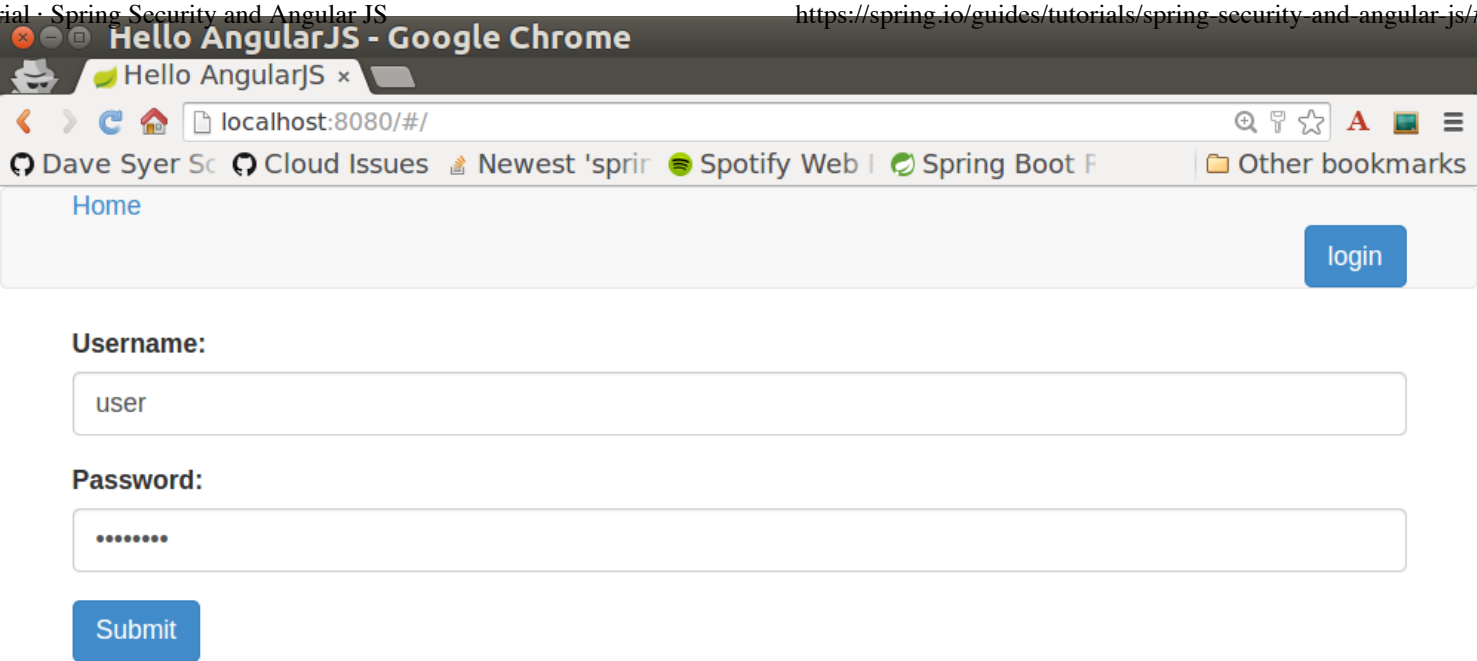 rial · Spring Security and Angular JS https://spring.io/guides/tutorials/spring-security-and-angular-js/
Hello AngularJS - Google Chrome
Hello AngularJS ×
localhost:8080/#/ A
Dave Syer Sc Cloud Issues Newest 'sprin Spotify Web Spring Boot F Other bookmarks
Home
login
Username:
user
Password:
••••••••
Submit